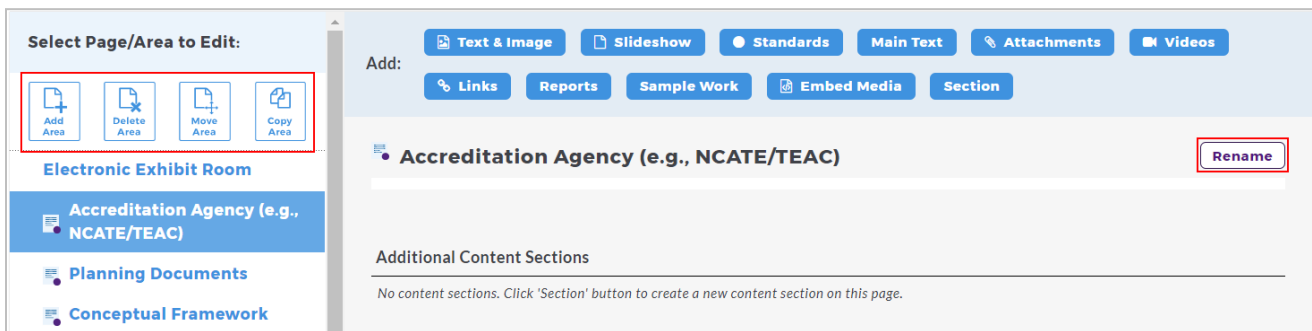 Select Page/Area to Edit:
Add
Area
Delete
Area
Move
Area
Copy
Area
Electronic Exhibit Room
Accreditation Agency (e.g.,
NCATE/TEAC)
Planning Documents
Conceptual Framework
Add:
Text & Image Slideshow Standards Main Text Attachments Videos
Links Reports Sample Work Embed Media Section
Accreditation Agency (e.g., NCATE/TEAC) Rename
Additional Content Sections
No content sections. Click 'Section' button to create a new content section on this page.